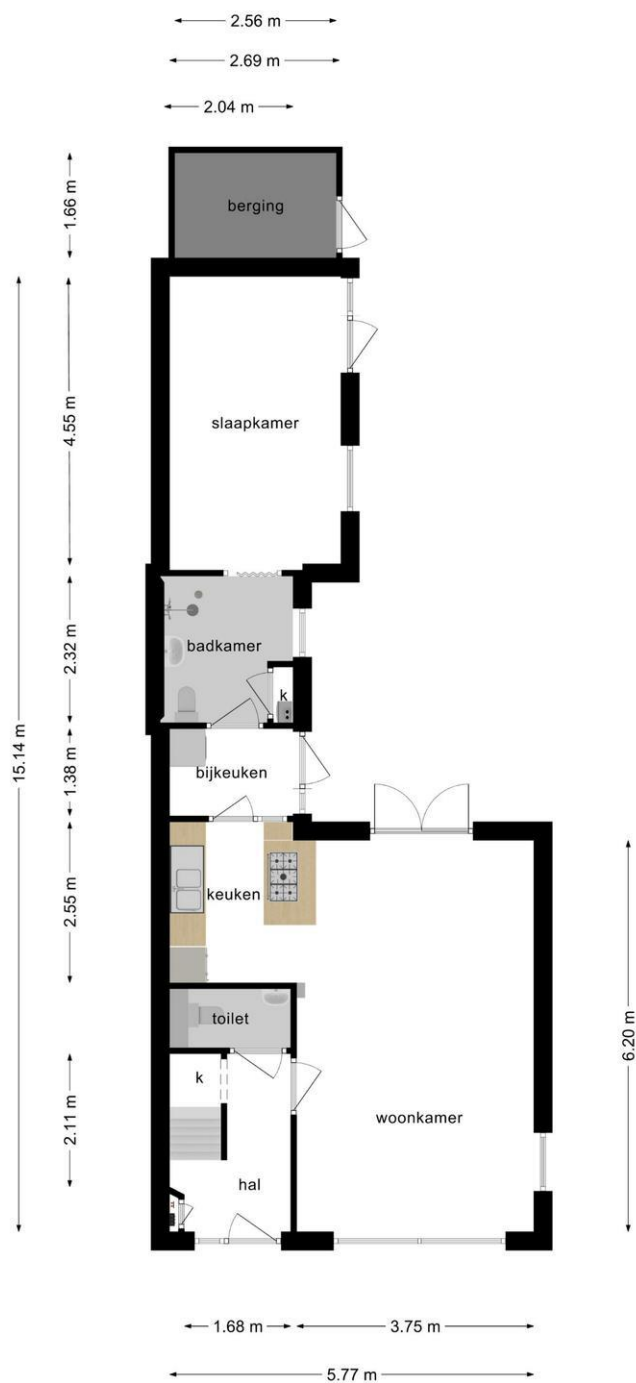 2.56 m
2.69 m
2.04 m
1.66 m
berging
15.14 m
4.55 m
slaapkamer
2.32 m
badkamer
k
1.38 m
bijkeuken
2.55 m
keuken
6.20 m
toilet
2.11 m
k
woonkamer
hal
1.68 m
3.75 m
5.77 m